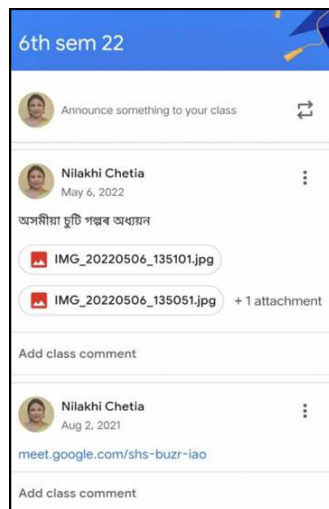 6th sem 22
Announce something to your class
Nilakhi Chetia
May 6, 2022
অসমীয়া চুটি গল্পৰ অধ্যয়ন
IMG_20220506_135101.jpg
IMG_20220506_135051.jpg + 1 attachment
Add class comment
Nilakhi Chetia
Aug 2, 2021
meet.google.com/shs-buzr-iao
Add class comment